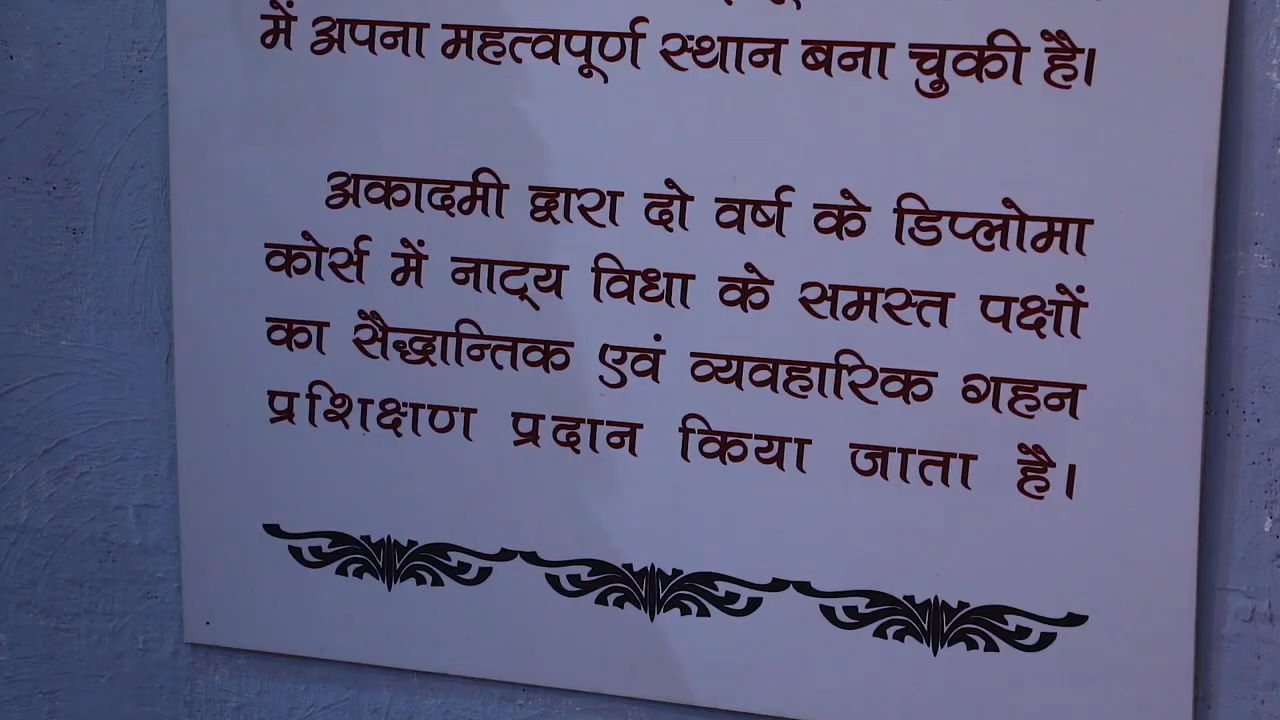 में अपना महत्वपूर्ण स्थान बना चुकी है।
अकादमी द्वारा दो वर्ष के डिप्लोमा
कोर्स में नाट्य विधा के समस्त पक्षों
का सैद्धान्तिक एवं व्यवहारिक गहन
प्रशिक्षण प्रदान किया जाता है।